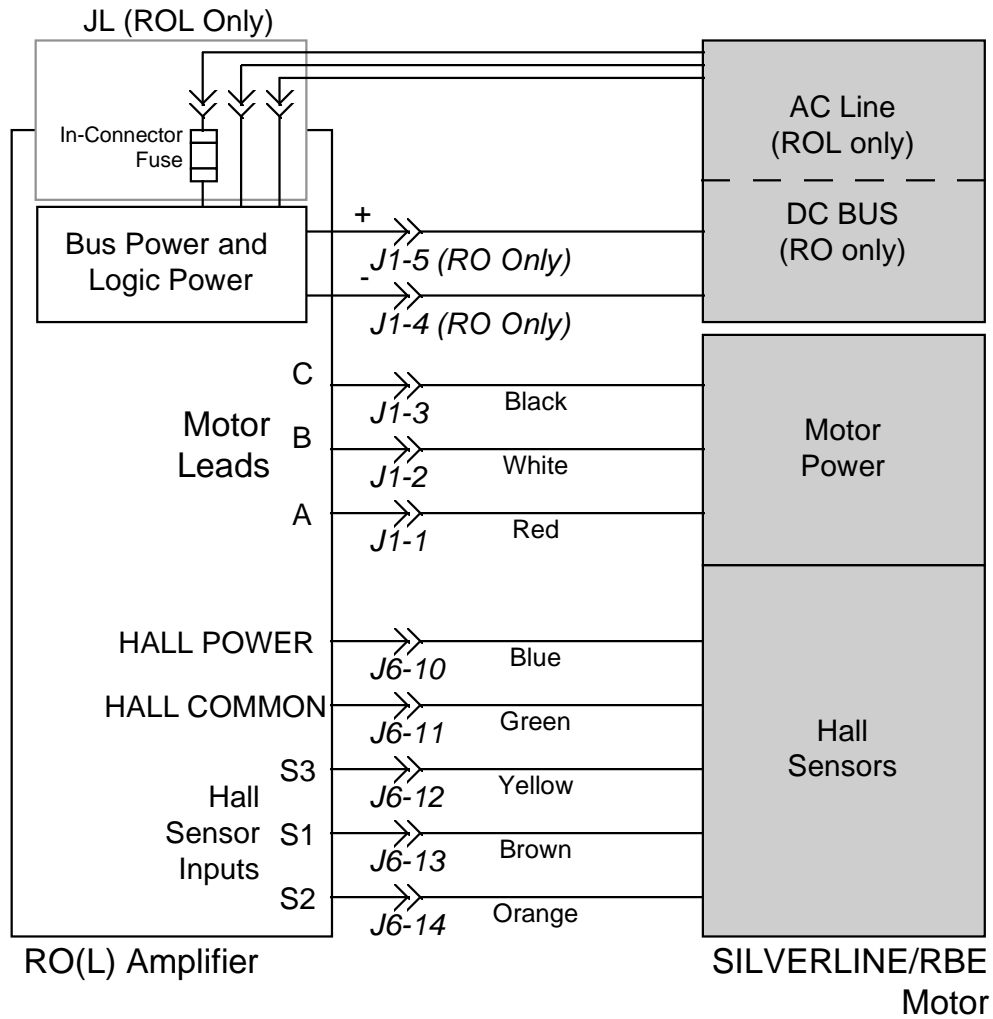 JL (ROL Only)
In-Connector
Fuse
AC Line
(ROL only)
DC BUS
(RO only)
Bus Power and
Logic Power
+
J1-5 (RO Only)
-
J1-4 (RO Only)
Motor
Leads
C
J1-3
Black
B
J1-2
White
A
J1-1
Red
Motor
Power
HALL POWER
J6-10
Blue
HALL COMMON
J6-11
Green
Hall
Sensor
Inputs
S3
J6-12
Yellow
S1
J6-13
Brown
S2
J6-14
Orange
Hall
Sensors
RO(L) Amplifier
SILVERLINE/RBE
Motor